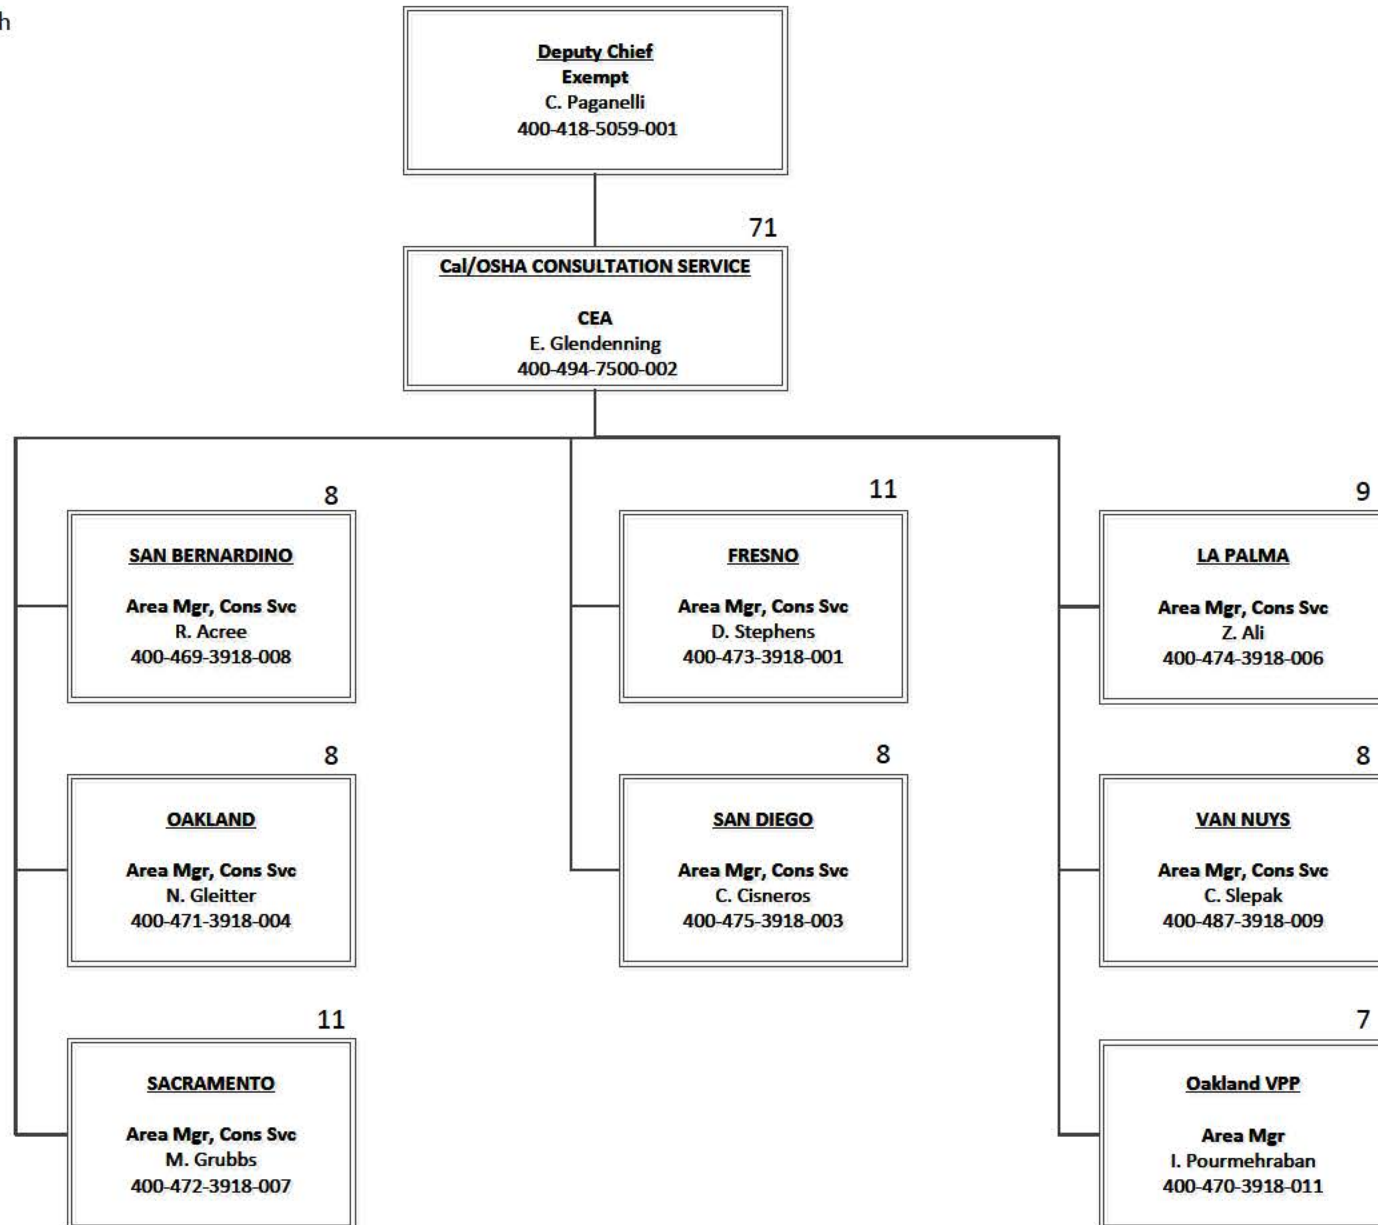 h
Deputy Chief
Exempt
C. Paganelli
400-418-5059-001
71
Cal/OSHA CONSULTATION SERVICE
CEA
E. Glendenning
400-494-7500-002
8
SAN BERNARDINO
Area Mgr, Cons Svc
R. Acree
400-469-3918-008
11
FRESNO
Area Mgr, Cons Svc
D. Stephens
400-473-3918-001
9
LA PALMA
Area Mgr, Cons Svc
Z. Ali
400-474-3918-006
8
OAKLAND
Area Mgr, Cons Svc
N. Gleitter
400-471-3918-004
8
SAN DIEGO
Area Mgr, Cons Svc
C. Cisneros
400-475-3918-003
8
VAN NUYS
Area Mgr, Cons Svc
C. Slepak
400-487-3918-009
11
SACRAMENTO
Area Mgr, Cons Svc
M. Grubbs
400-472-3918-007
7
Oakland VPP
Area Mgr
I. Pourmehraban
400-470-3918-011